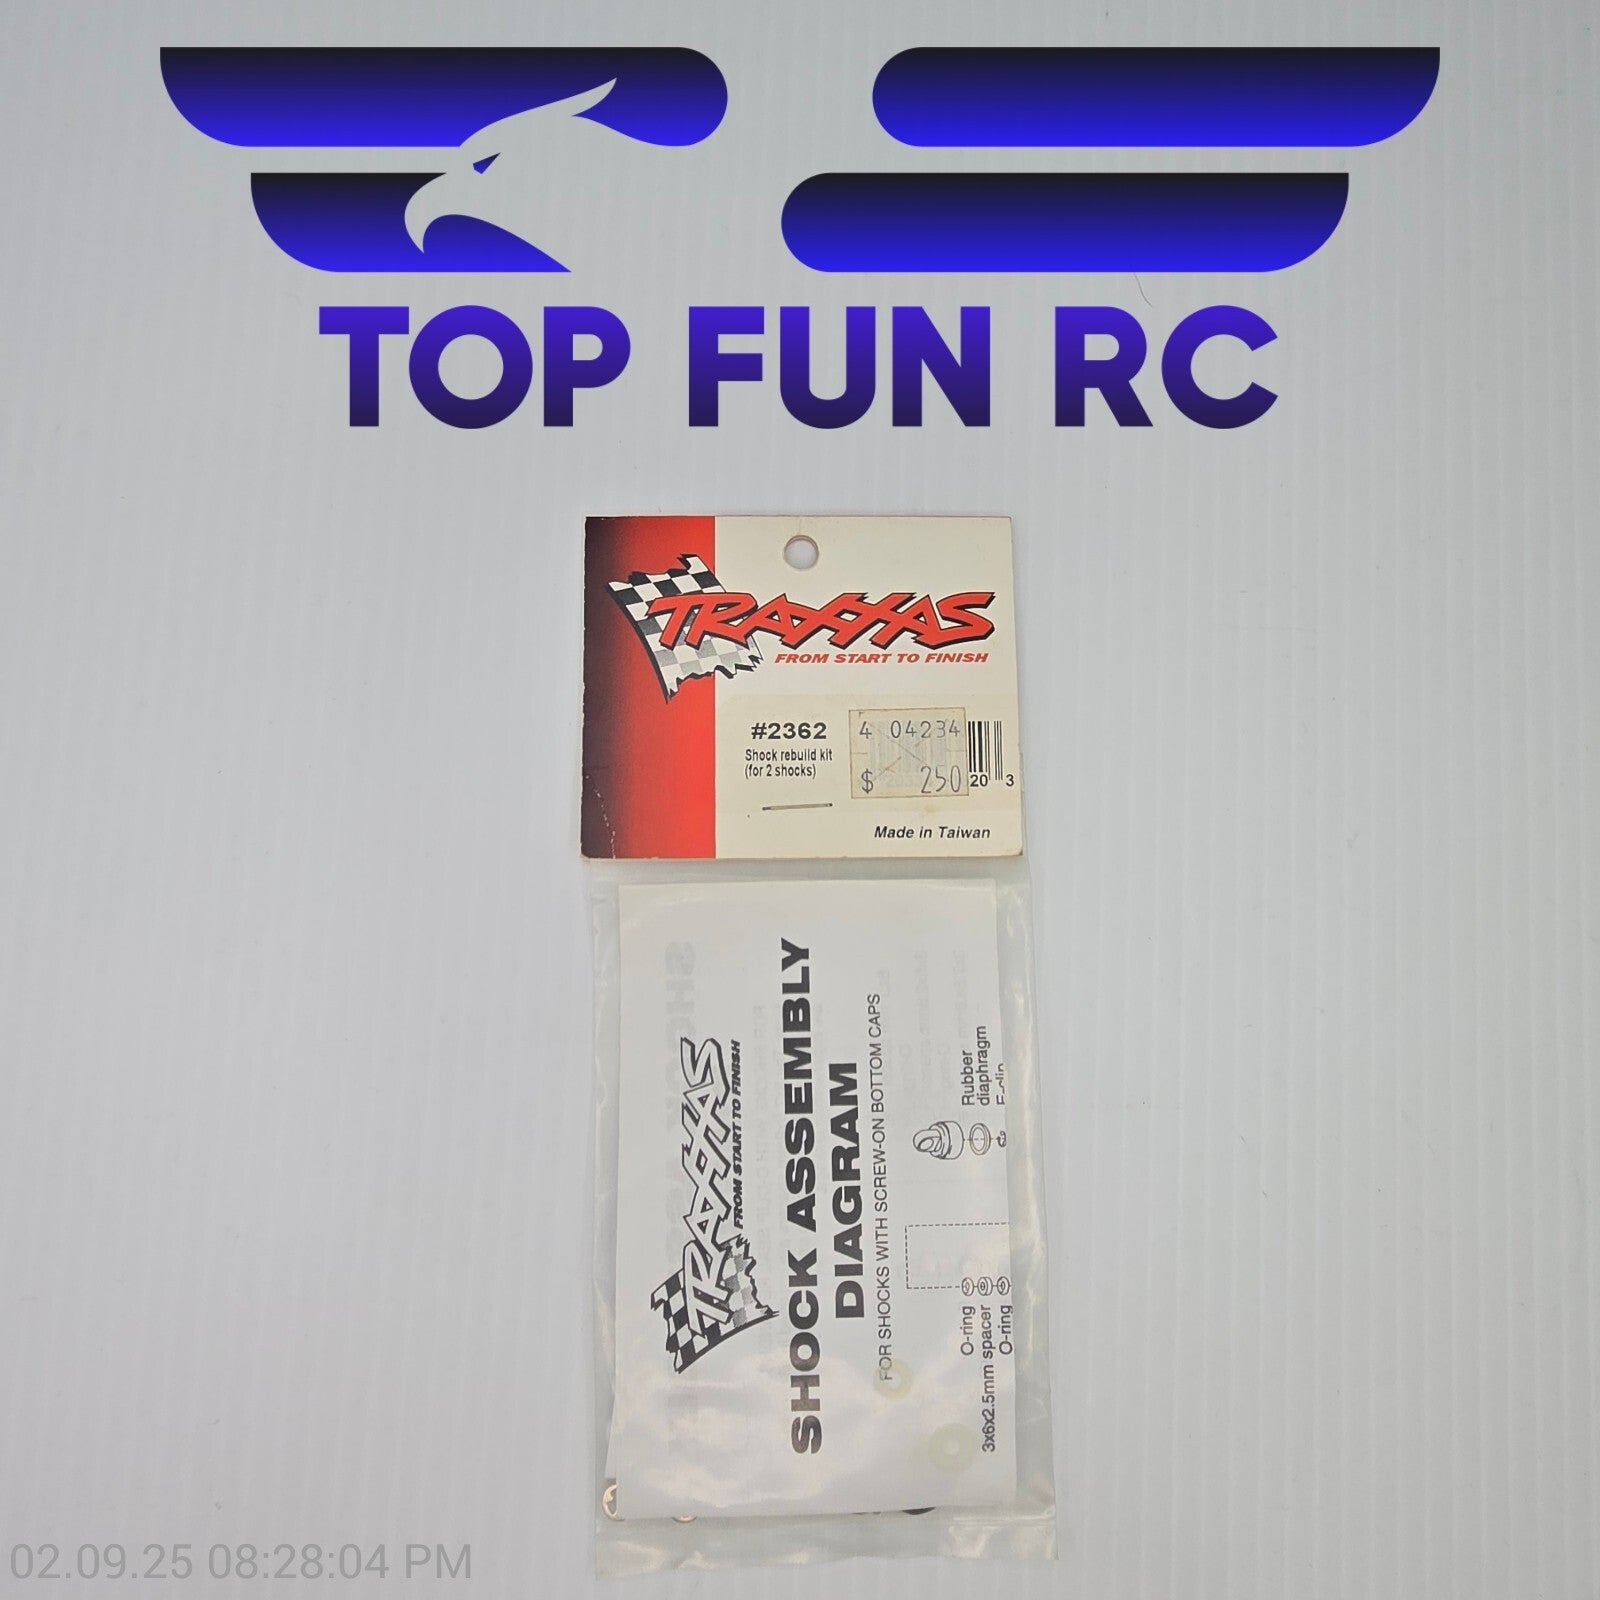 TOP FUN RC
TRAXXAS
FROM START TO FINISH
#2362
Shock rebuild kit
(for 2 shocks)
4 04234
$ 250
20 3
Made in Taiwan
TRAXXAS
FROM START TO FINISH
SHOCK ASSEMBLY
DIAGRAM
FOR SHOCKS WITH SCREW-ON BOTTOM CAPS
Rubber
diaphragm
O-ring
3x6x2.5mm spacer
O-ring
02.09.25 08:28:04 PM